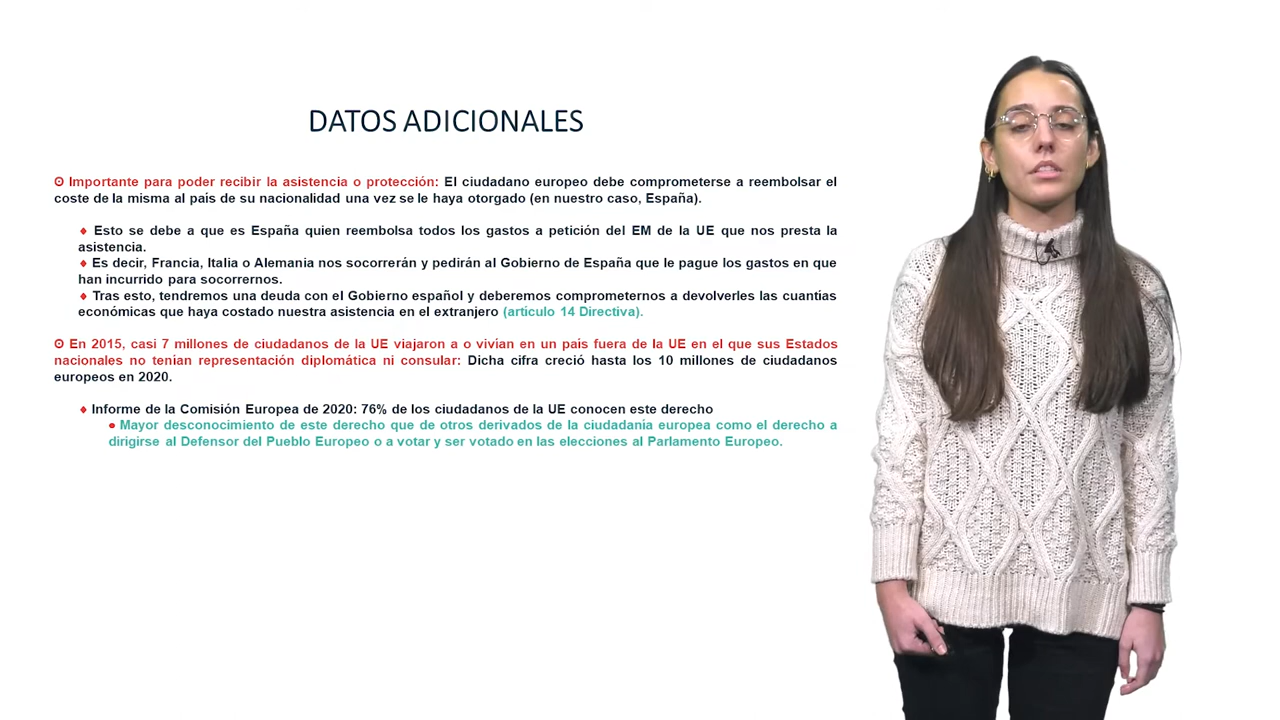 DATOS ADICIONALES
ʘ Importante para poder recibir la asistencia o protección: El ciudadano europeo debe comprometerse a reembolsar el
coste de la misma al país de su nacionalidad una vez se le haya otorgado (en nuestro caso, España).
♦ Esto se debe a que es España quien reembolsa todos los gastos a petición del EM de la UE que nos presta la
asistencia.
♦ Es decir, Francia, Italia o Alemania nos socorrerán y pedirán al Gobierno de España que le pague los gastos en que
han incurrido para socorrernos.
♦ Tras esto, tendremos una deuda con el Gobierno español y deberemos comprometernos a devolverles las cuantías
económicas que haya costado nuestra asistencia en el extranjero (artículo 14 Directiva).
ʘ En 2015, casi 7 millones de ciudadanos de la UE viajaron a o vivían en un país fuera de la UE en el que sus Estados
nacionales no tenían representación diplomática ni consular: Dicha cifra creció hasta los 10 millones de ciudadanos
europeos en 2020.
♦ Informe de la Comisión Europea de 2020: 76% de los ciudadanos de la UE conocen este derecho
● Mayor desconocimiento de este derecho que de otros derivados de la ciudadanía europea como el derecho a
dirigirse al Defensor del Pueblo Europeo o a votar y ser votado en las elecciones al Parlamento Europeo.